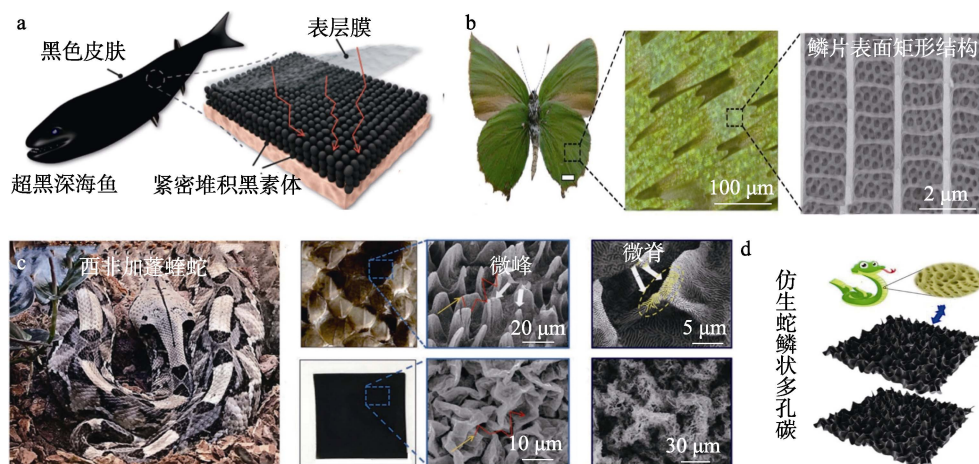 a
表层膜
黑色皮肤
超黑深海鱼
紧密堆积黑素体
b
100 μm
鳞片表面矩形结构
2 μm
c
西非加蓬蝰蛇
微峰
20 μm
微脊
5 μm
10 μm
30 μm
d
仿生蛇鳞状多孔碳